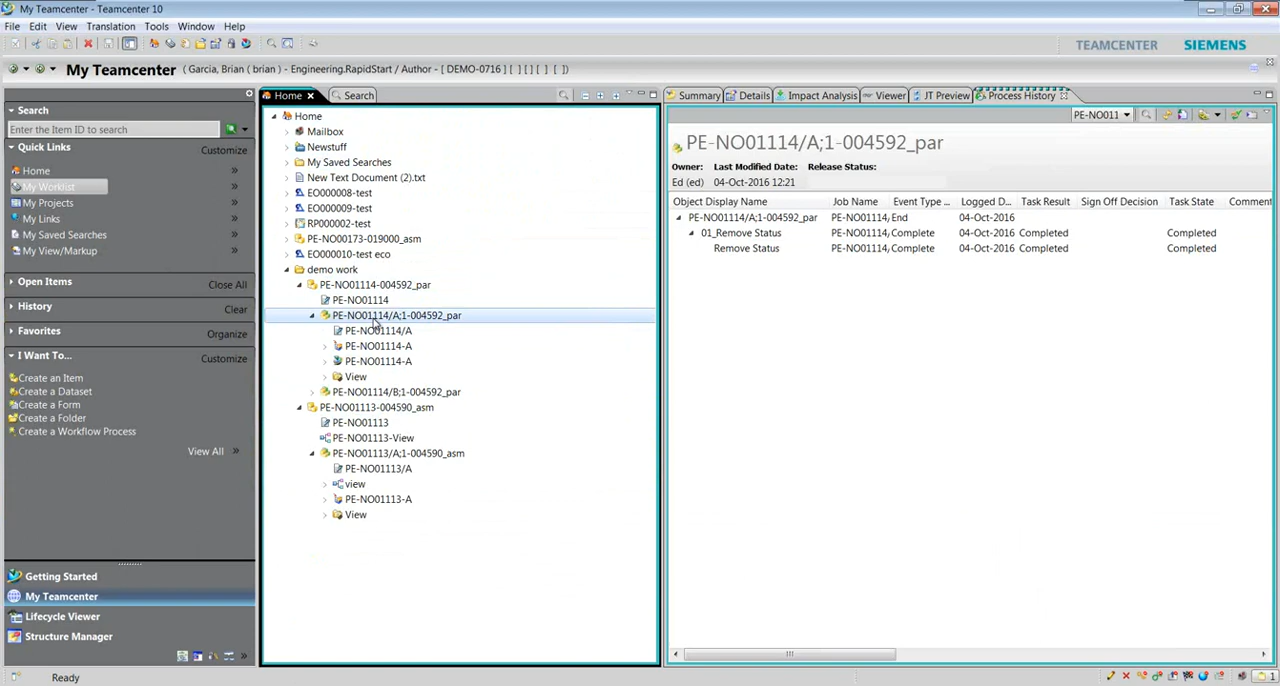 My Teamcenter - Teamcenter 10
File Edit View Translation Tools Window Help
TEAMCENTER SIEMENS
My Teamcenter ( Garcia, Brian ( brian ) - Engineering.RapidStart / Author - [ DEMO-0716 ] [ ] [ ] [ ] [ ] )
Search
Enter the Item ID to search
Quick Links Customize
Home
My Worklist
My Projects
My Links
My Saved Searches
My View/Markup
Open Items Close All
History Clear
Favorites Organize
I Want To... Customize
Create an Item
Create a Dataset
Create a Form
Create a Folder
Create a Workflow Process
View All
Getting Started
My Teamcenter
Lifecycle Viewer
Structure Manager
Ready
Home Search
Home
Mailbox
Newstuff
My Saved Searches
New Text Document (2).txt
EO000008-test
EO000009-test
RP000002-test
PE-NO00173-019000_asm
EO000010-test eco
demo work
PE-NO01114-004592_par
PE-NO01114
PE-NO01114/A;1-004592_par
PE-NO01114/A
PE-NO01114-A
PE-NO01114-A
View
PE-NO01114/B;1-004592_par
PE-NO01113-004590_asm
PE-NO01113
PE-NO01113-View
PE-NO01113/A;1-004590_asm
PE-NO01113/A
view
PE-NO01113-A
View
Summary Details Impact Analysis Viewer JT Preview Process History
PE-NO011
PE-NO01114/A;1-004592_par
Owner: Last Modified Date: Release Status:
Ed (ed) 04-Oct-2016 12:21
Object Display Name Job Name Event Type ... Logged D... Task Result Sign Off Decision Task State Comment
PE-NO01114/A;1-004592_par PE-NO01114, End 04-Oct-2016
01_Remove Status PE-NO01114, Complete 04-Oct-2016 Completed Completed
Remove Status PE-NO01114, Complete 04-Oct-2016 Completed Completed
1